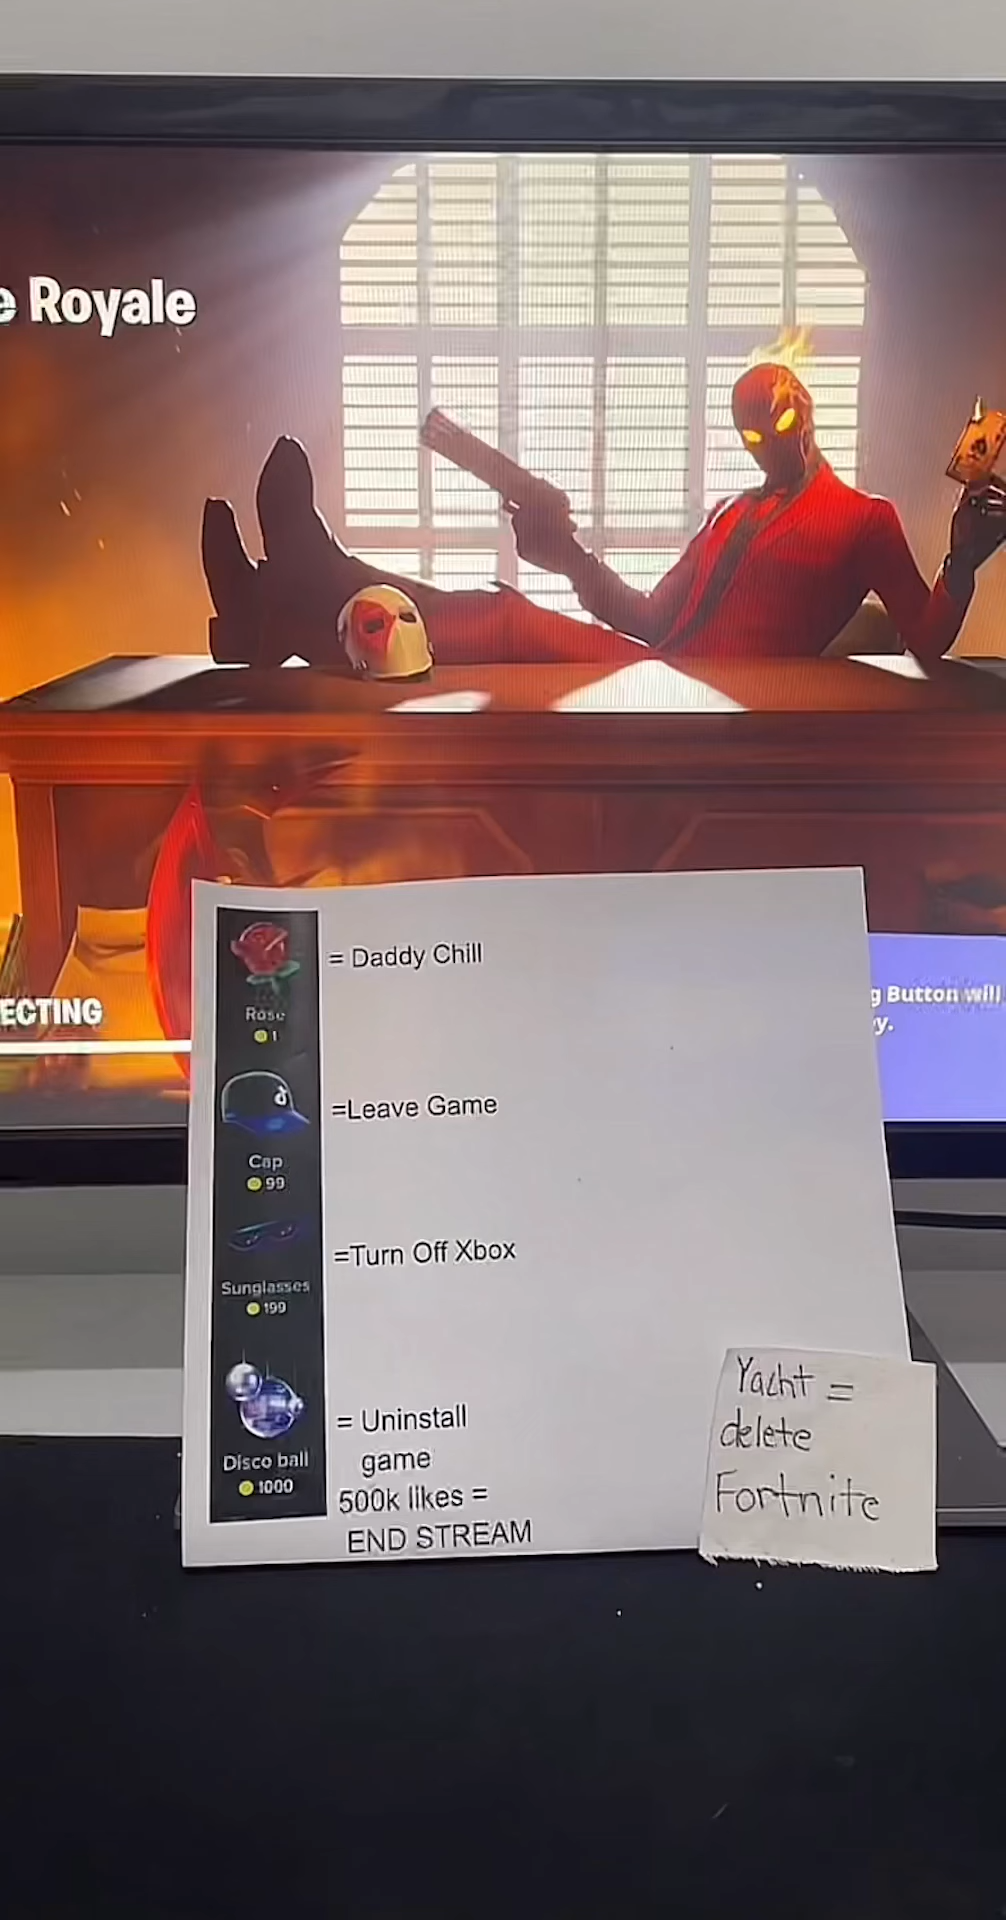 e Royale
ECTING
g Button will
y.
Rose
1
= Daddy Chill
Cap
99
=Leave Game
Sunglasses
199
=Turn Off Xbox
Disco ball
1000
= Uninstall
game
500k likes =
END STREAM
Yacht =
delete
Fortnite